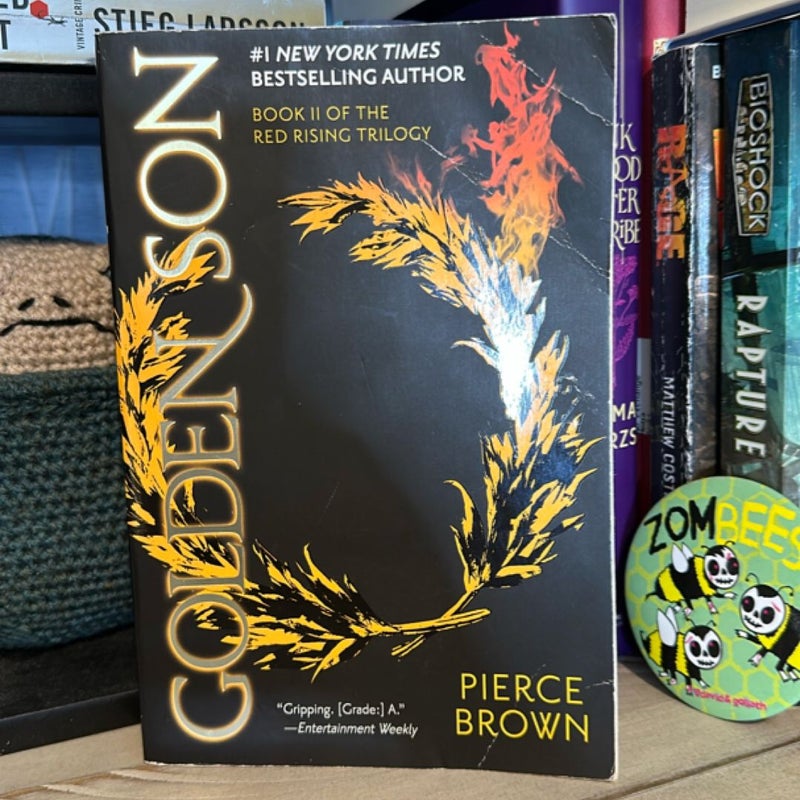 STIEG LARSSON
#1 NEW YORK TIMES
BESTSELLING AUTHOR
BOOK II OF THE
RED RISING TRILOGY
GOLDEN SON
"Gripping. [Grade:] A."
—Entertainment Weekly
PIERCE
BROWN
RAGE
MATTHEW
BIOSHOCK
RAPTURE
ZOMBEES